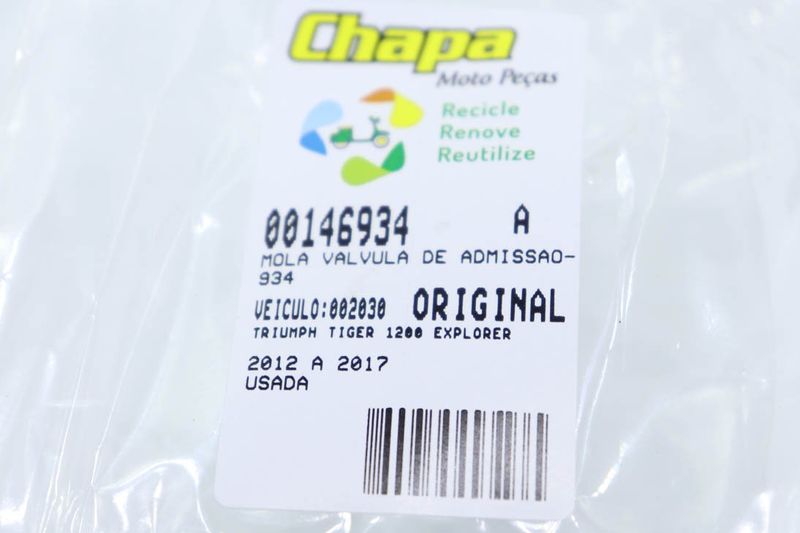 Chapa
Moto Peças
Recicle
Renove
Reutilize
00146934 A
MOLA VALVULA DE ADMISSAO-
934
VEICULO:002030 ORIGINAL
TRIUMPH TIGER 1200 EXPLORER
2012 A 2017
USADA